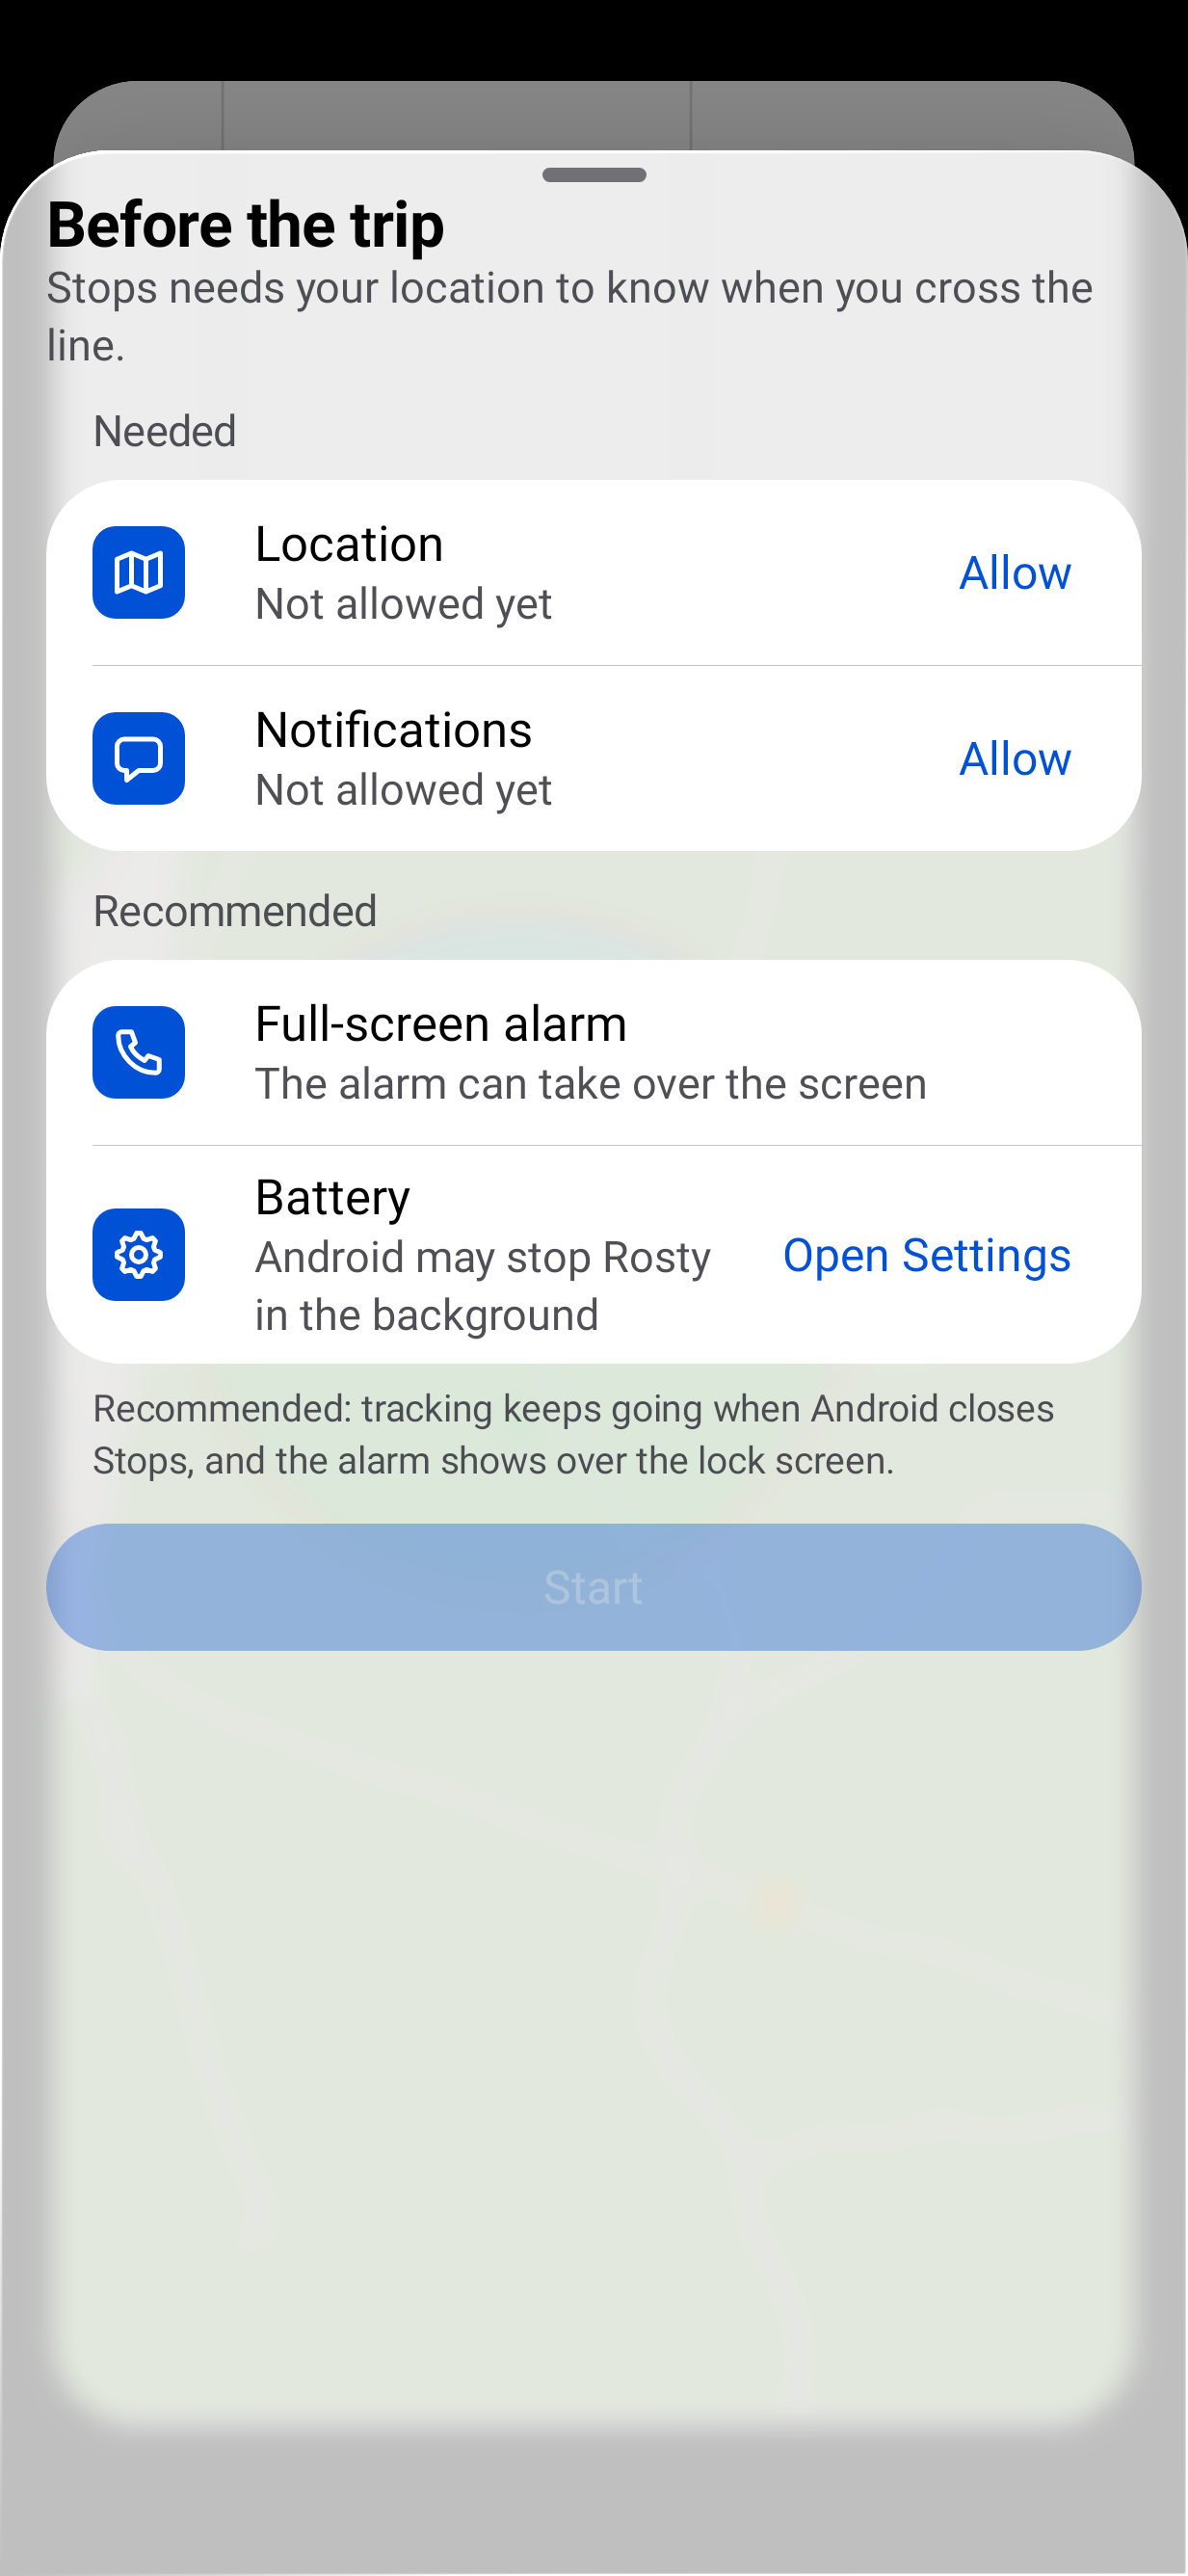 Before the trip
Stops needs your location to know when you cross the
line.
Needed
Location
Not allowed yet
Allow
Notifications
Not allowed yet
Allow
Recommended
Full-screen alarm
The alarm can take over the screen
Battery
Android may stop Rosty
in the background
Open Settings
Recommended: tracking keeps going when Android closes
Stops, and the alarm shows over the lock screen.
Start